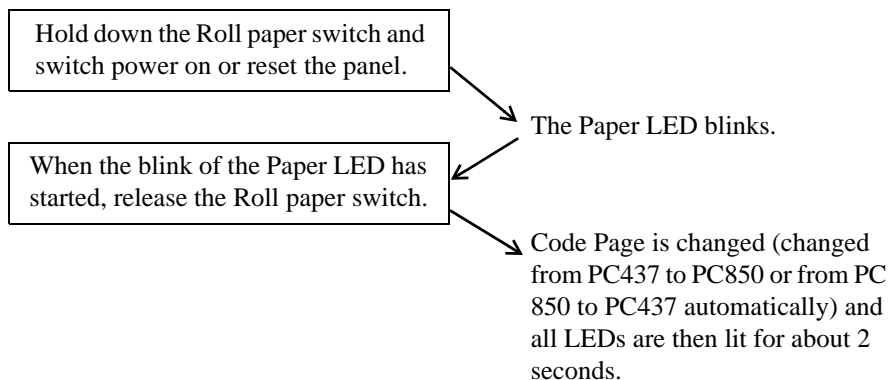 Hold down the Roll paper switch and
switch power on or reset the panel.
The Paper LED blinks.
When the blink of the Paper LED has
started, release the Roll paper switch.
Code Page is changed (changed
from PC437 to PC850 or from PC
850 to PC437 automatically) and
all LEDs are then lit for about 2
seconds.